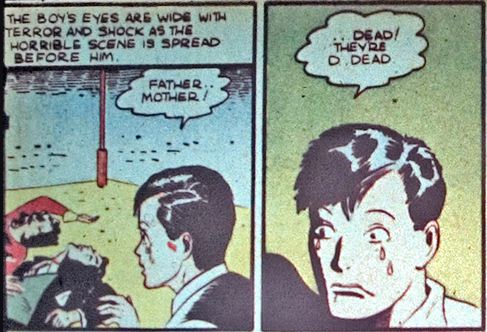 THE BOY'S EYES ARE WIDE WITH
TERROR AND SHOCK AS THE
HORRIBLE SCENE IS SPREAD
BEFORE HIM.
FATHER..
MOTHER!
..DEAD!
THEY'RE
D..DEAD.